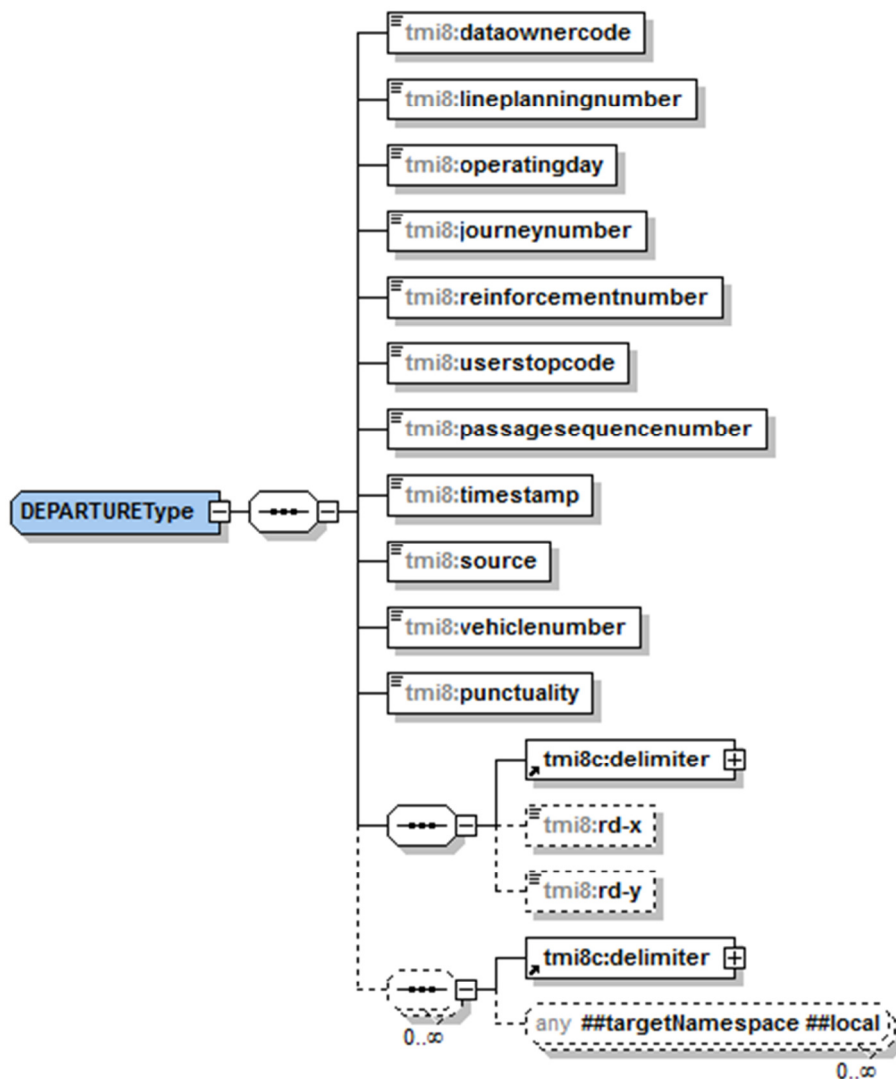 tmi8:dataownercode
tmi8:lineplanningnumber
tmi8:operatingday
tmi8:journeynumber
tmi8:reinforcementnumber
tmi8:userstopcode
tmi8:passagesequencenumber
DEPARTUREType
tmi8:timestamp
tmi8:source
tmi8:vehiclenumber
tmi8:punctuality
tmi8c:delimiter
tmi8:rd-x
tmi8:rd-y
tmi8c:delimiter
any ##targetNamespace ##local
0..∞
0..∞